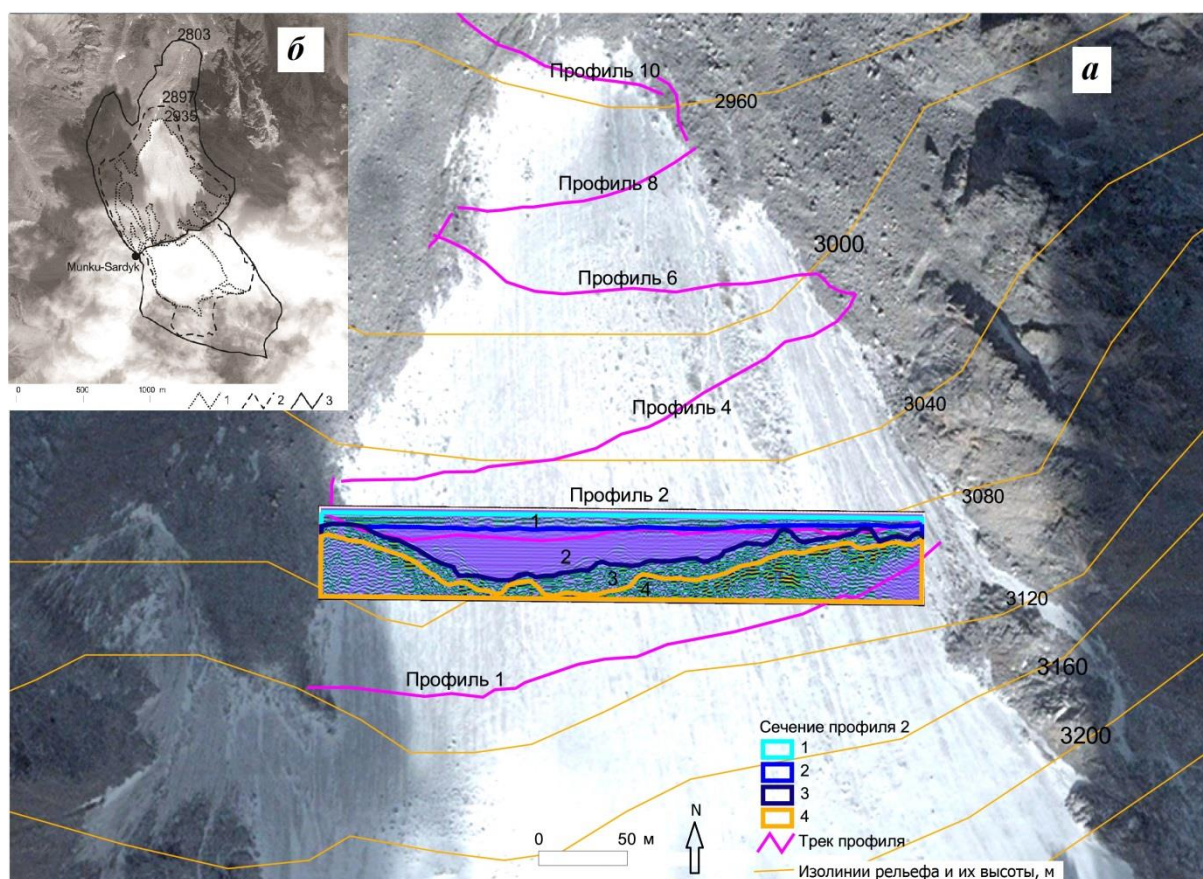 б
2803
2897
2935
Munku-Sardyk
0 500 1000 m
1 2 3
а
Профиль 10
2960
Профиль 8
3000
Профиль 6
Профиль 4
3040
Профиль 2
3080
1
2
3
4
3120
Профиль 1
3160
3200
Сечение профиля 2
1
2
3
4
Трек профиля
Изолинии рельефа и их высоты, м
N
0 50 м